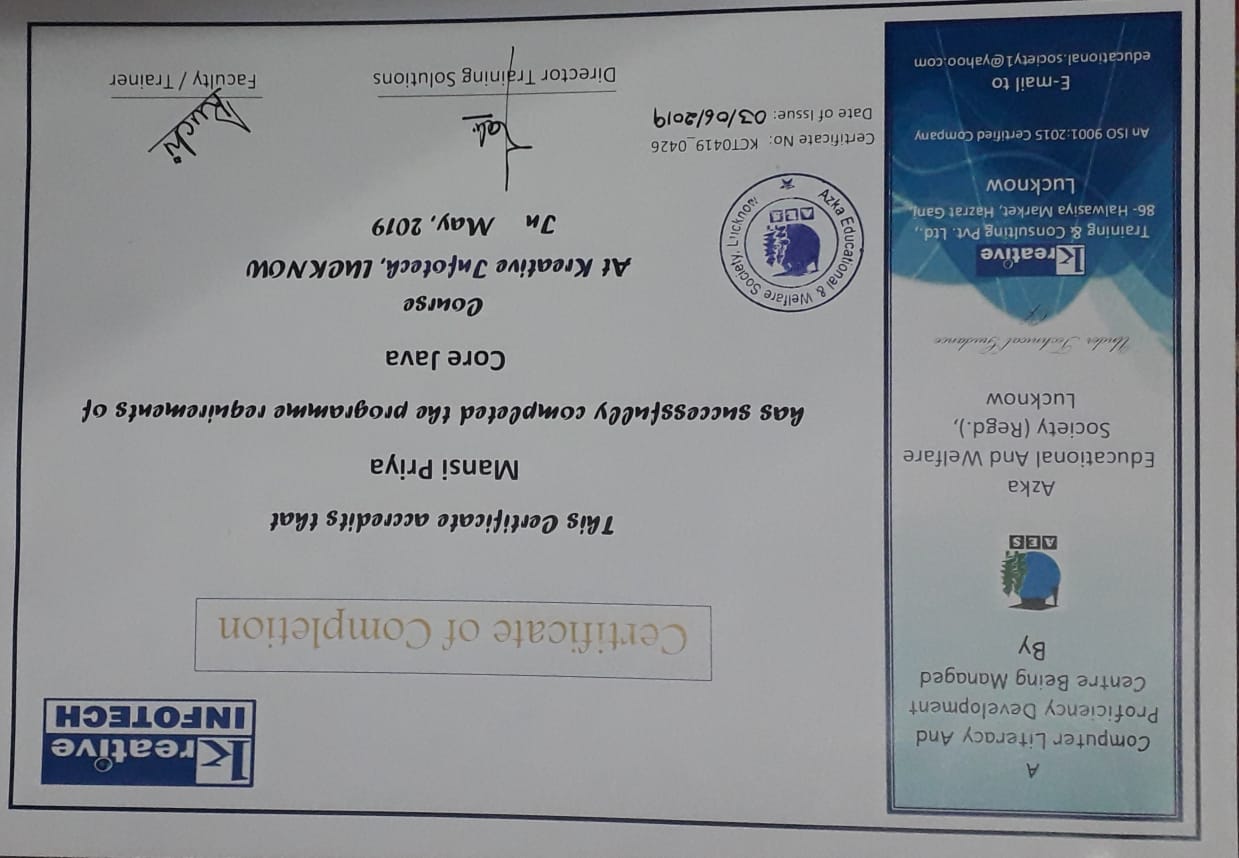 A
Computer Literacy And
Proficiency Development
Centre Being Managed
By
AES
Azka
Educational And Welfare
Society (Regd.),
Lucknow
Under Technical Guidance
Of
kreative
Training & Consulting Pvt. Ltd.,
86- Halwasiya Market, Hazrat Ganj,
Lucknow
An ISO 9001:2015 Certified Company
E-mail to
educational.society1@yahoo.com
kreative
INFOTECH
Certificate of Completion
This Certificate accredits that
Mansi Priya
has successfully completed the programme requirements of
Core Java
Course
At Kreative Infotech, LUCKNOW
In May, 2019
Azka Educational & Welfare Society, Lucknow
AES
Certificate No: KCT0419_0426
Date of Issue: 03/06/2019
Director Training Solutions
Ruchi
Faculty / Trainer